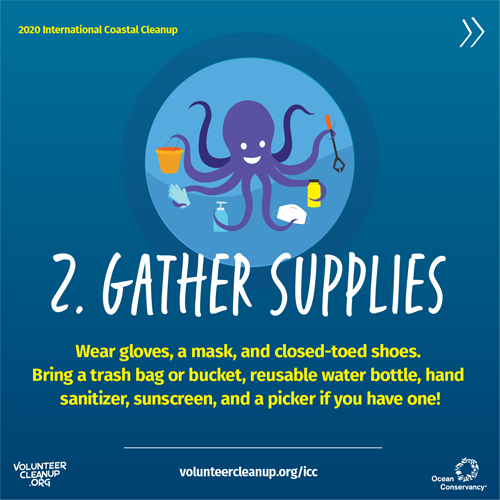 2020 International Coastal Cleanup
2. GATHER SUPPLIES
Wear gloves, a mask, and closed-toed shoes.
Bring a trash bag or bucket, reusable water bottle, hand
sanitizer, sunscreen, and a picker if you have one!
VOLUNTEER
CLEANUP
.ORG
volunteercleanup.org/icc
Ocean
Conservancy®